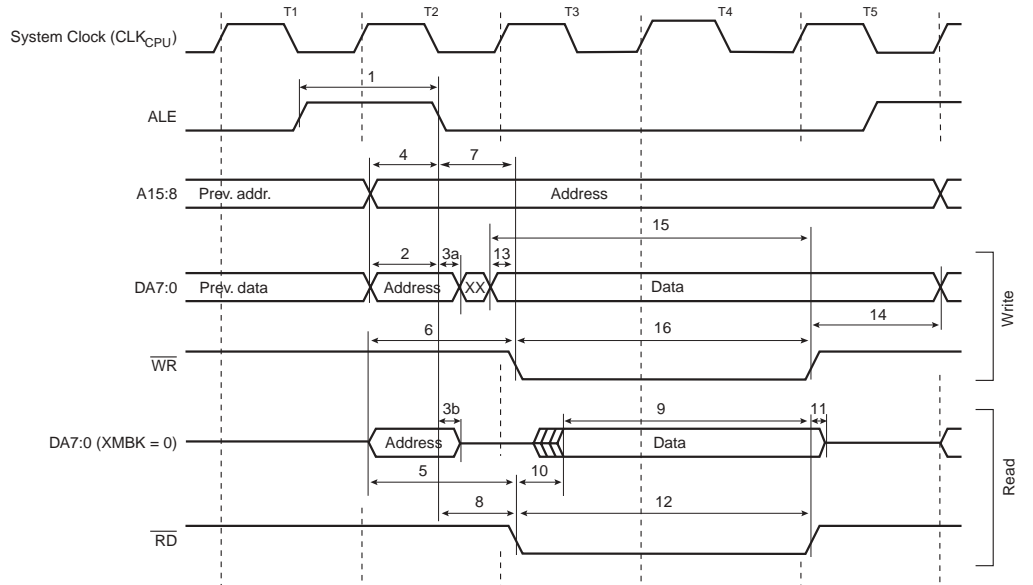 T1 T2 T3 T4 T5
System Clock (CLKCPU)
1
ALE
4 7
A15:8 Prev. addr. Address
15
2 3a 13
DA7:0 Prev. data Address XX Data
14
6 16
WR
Write
3b 9 11
DA7:0 (XMBK = 0) Address Data
5 10
8 12
RD
Read